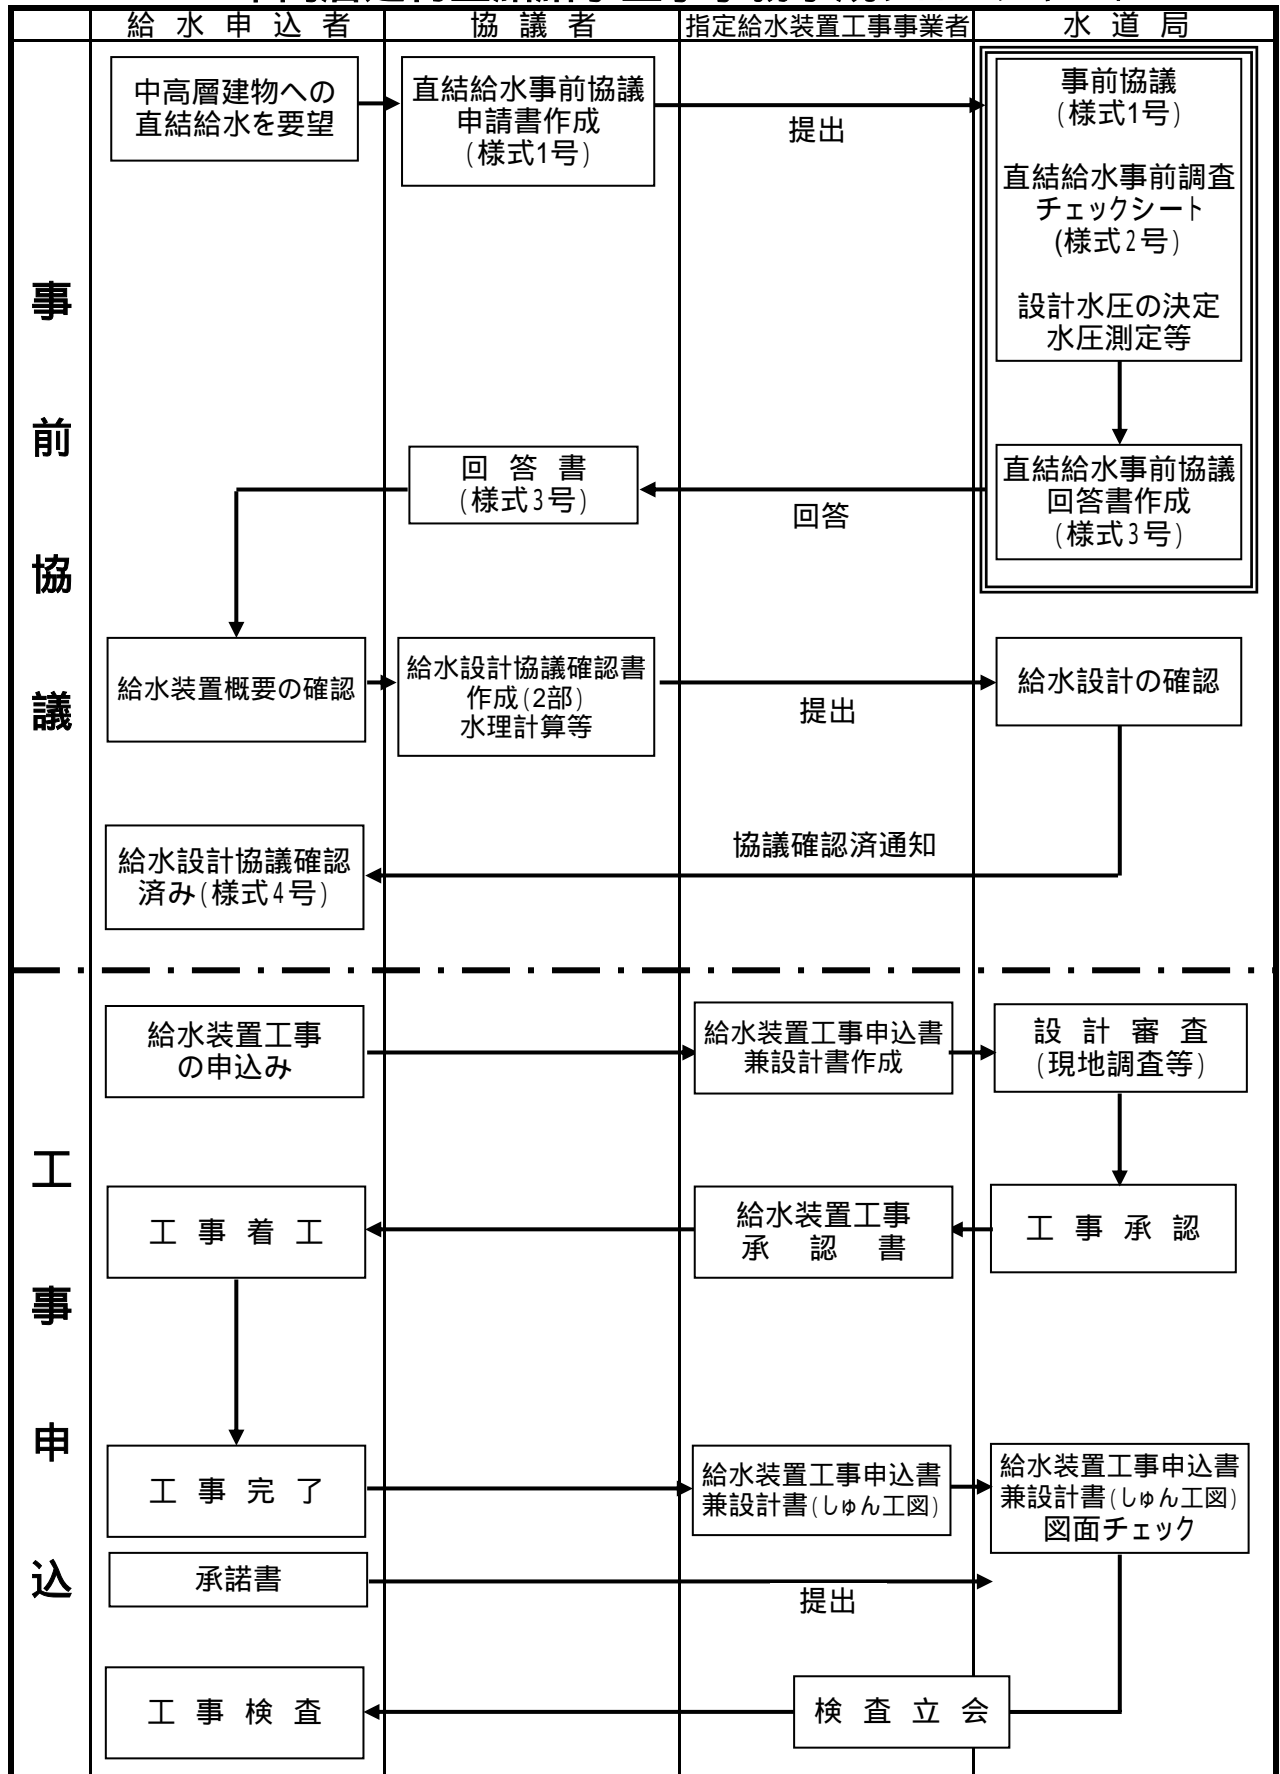 給水申込者
協議者
指定給水装置工事事業者
水道局
事前協議
中高層建物への
直結給水を要望
直結給水事前協議
申請書作成
(様式1号)
提出
事前協議
(様式1号)
直結給水事前調査
チェックシート
(様式2号)
設計水圧の決定
水圧測定等
回答書
(様式3号)
回答
直結給水事前協議
回答書作成
(様式3号)
給水装置概要の確認
給水設計協議確認書
作成(2部)
水理計算等
提出
給水設計の確認
協議確認済通知
給水設計協議確認
済み(様式4号)
工事申込
給水装置工事
の申込み
給水装置工事申込書
兼設計書作成
設計審査
(現地調査等)
工事着工
給水装置工事
承認書
工事承認
工事完了
給水装置工事申込書
兼設計書(しゅん工図)
給水装置工事申込書
兼設計書(しゅん工図)
図面チェック
承諾書
提出
工事検査
検査立会